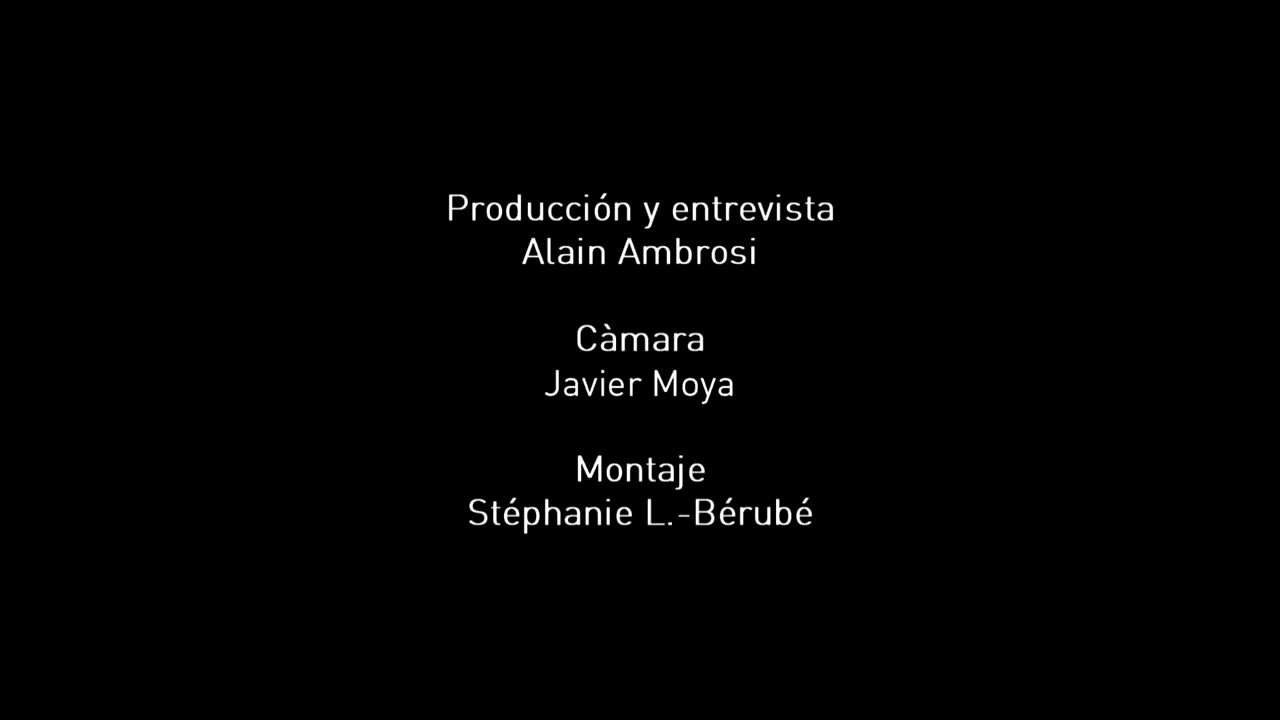 Producción y entrevista
Alain Ambrosi
Càmara
Javier Moya
Montaje
Stéphanie L.-Bérubé